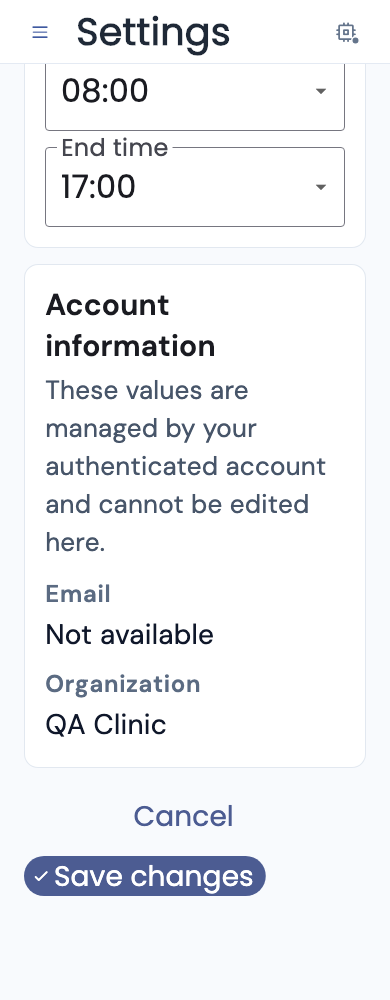 Settings
08:00
End time
17:00
Account
information
These values are
managed by your
authenticated account
and cannot be edited
here.
Email
Not available
Organization
QA Clinic
Cancel
Save changes